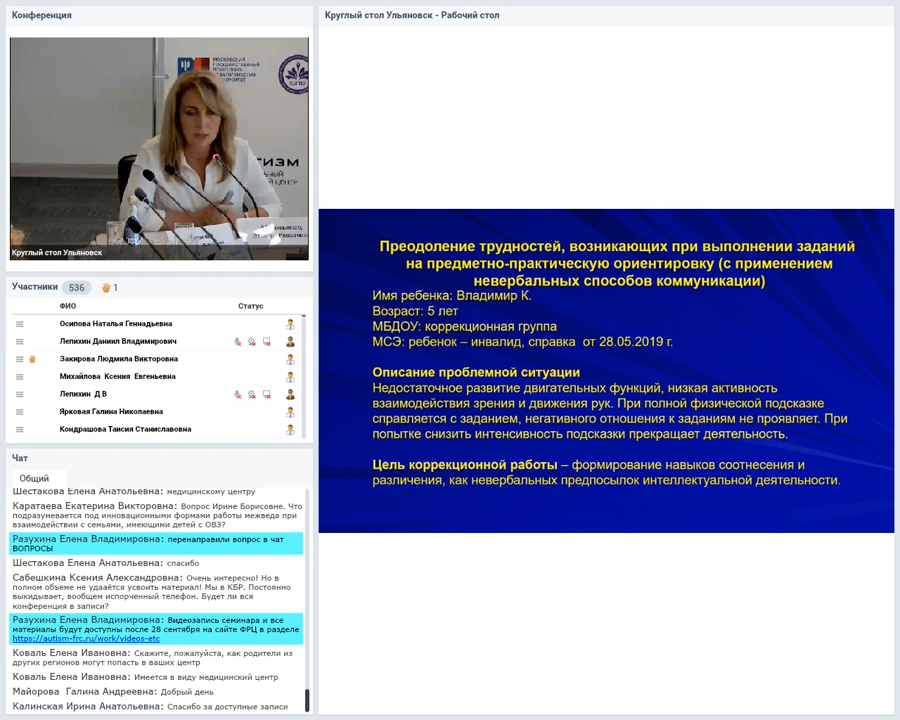 Конференция
МОСКОВСКИЙ
ГОСУДАРСТВЕННЫЙ
УНИВЕРСИТЕТ
Круглый стол Ульяновск
Участники 536 1
ФИО Статус
Осипова Наталья Геннадьевна
Лепихин Даниил Владимирович
Закирова Людмила Викторовна
Михайлова Ксения Евгеньевна
Лепихин Д В
Ярковая Галина Николаевна
Кондрашова Таисия Станиславовна
Чат
Общий
Шестакова Елена Анатольевна: медицинскому центру
Каратаева Екатерина Викторовна: Вопрос Ирине Борисовне. Что
подразумевается под инновационными формами работы межведа при
взаимодействии с семьями, имеющими детей с ОВЗ?
Разухина Елена Владимировна: перенаправили вопрос в чат
ВОПРОСЫ
Шестакова Елена Анатольевна: спасибо
Сабешкина Ксения Александровна: Очень интересно! Но в
полном объеме не удаётся усвоить материал! Мы в КБР. Постоянно
выкидывает, вообщем испорченный телефон. Будет ли вся
конференция в записи?
Разухина Елена Владимировна: Видеозапись семинара и все
материалы будут доступны после 28 сентября на сайте ФРЦ в разделе
https://autism-frc.ru/work/videos-etc
Коваль Елена Ивановна: Скажите, пожалуйста, как родители из
других регионов могут попасть в ваших центр
Коваль Елена Ивановна: Имеется в виду медицинский центр
Майорова Галина Андреевна: Добрый день
Калинская Ирина Анатольевна: Спасибо за доступные записи
Круглый стол Ульяновск - Рабочий стол
Преодоление трудностей, возникающих при выполнении заданий
на предметно-практическую ориентировку (с применением
невербальных способов коммуникации)
Имя ребенка: Владимир К.
Возраст: 5 лет
МБДОУ: коррекционная группа
МСЭ: ребенок – инвалид, справка от 28.05.2019 г.
Описание проблемной ситуации
Недостаточное развитие двигательных функций, низкая активность
взаимодействия зрения и движения рук. При полной физической подсказке
справляется с заданием, негативного отношения к заданиям не проявляет. При
попытке снизить интенсивность подсказки прекращает деятельность.
Цель коррекционной работы – формирование навыков соотнесения и
различения, как невербальных предпосылок интеллектуальной деятельности.